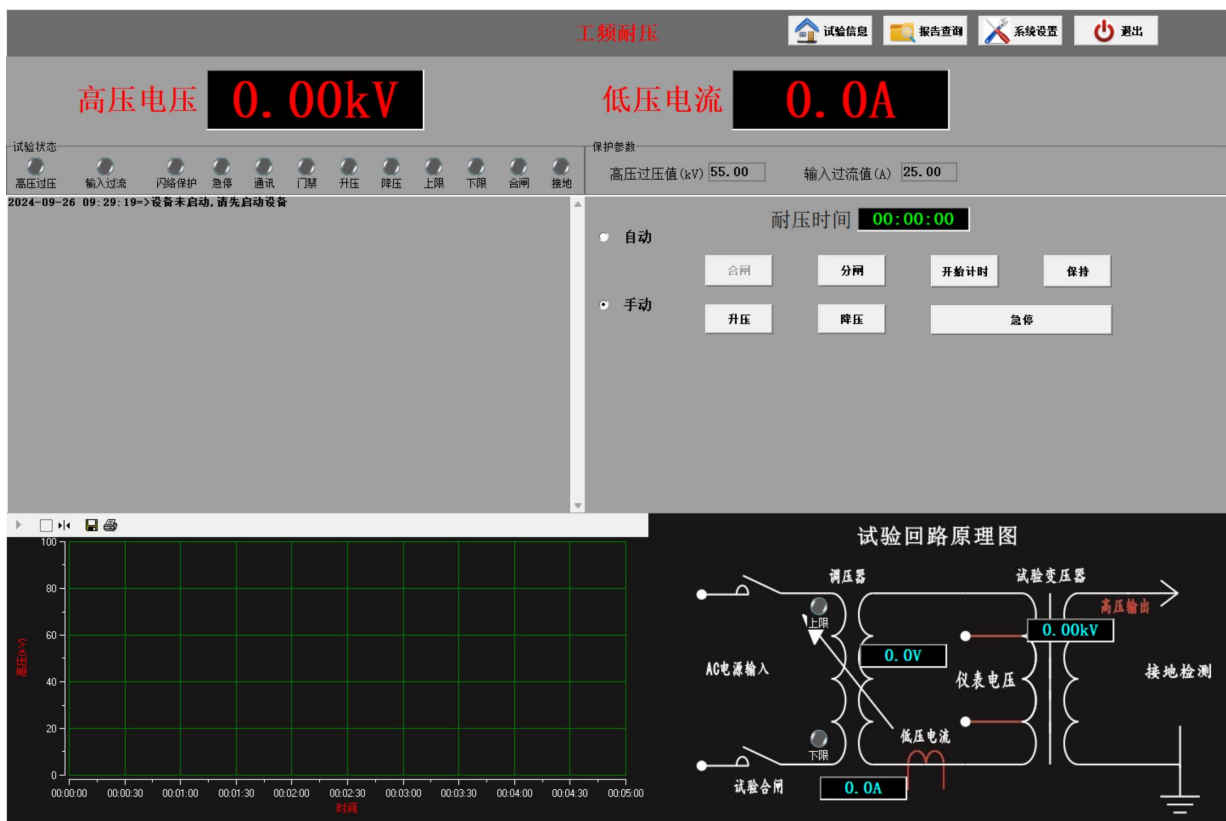 工频耐压 试验信息 报告查询 系统设置 退出
高压电压 0.00kV 低压电流 0.0A
试验状态
高压过压 输入过流 闪络保护 急停 通讯 门禁 升压 降压 上限 下限 合闸 接地
保护参数
高压过压值(kV) 55.00 输入过流值(A) 25.00
2024-09-26 09:29:19=>设备未启动,请先启动设备
耐压时间 00:00:00
自动
合闸 分闸 开始计时 保持
手动
升压 降压 急停
100
80
60
40
20
0
高压(kV)
00:00:00 00:00:30 00:01:00 00:01:30 00:02:00 00:02:30 00:03:00 00:03:30 00:04:00 00:04:30 00:05:00
时间
试验回路原理图
调压器 试验变压器
高压输出
上限
0.00kV
0.0V
AC电源输入 仪表电压 接地检测
低压电流
下限
试验合闸 0.0A